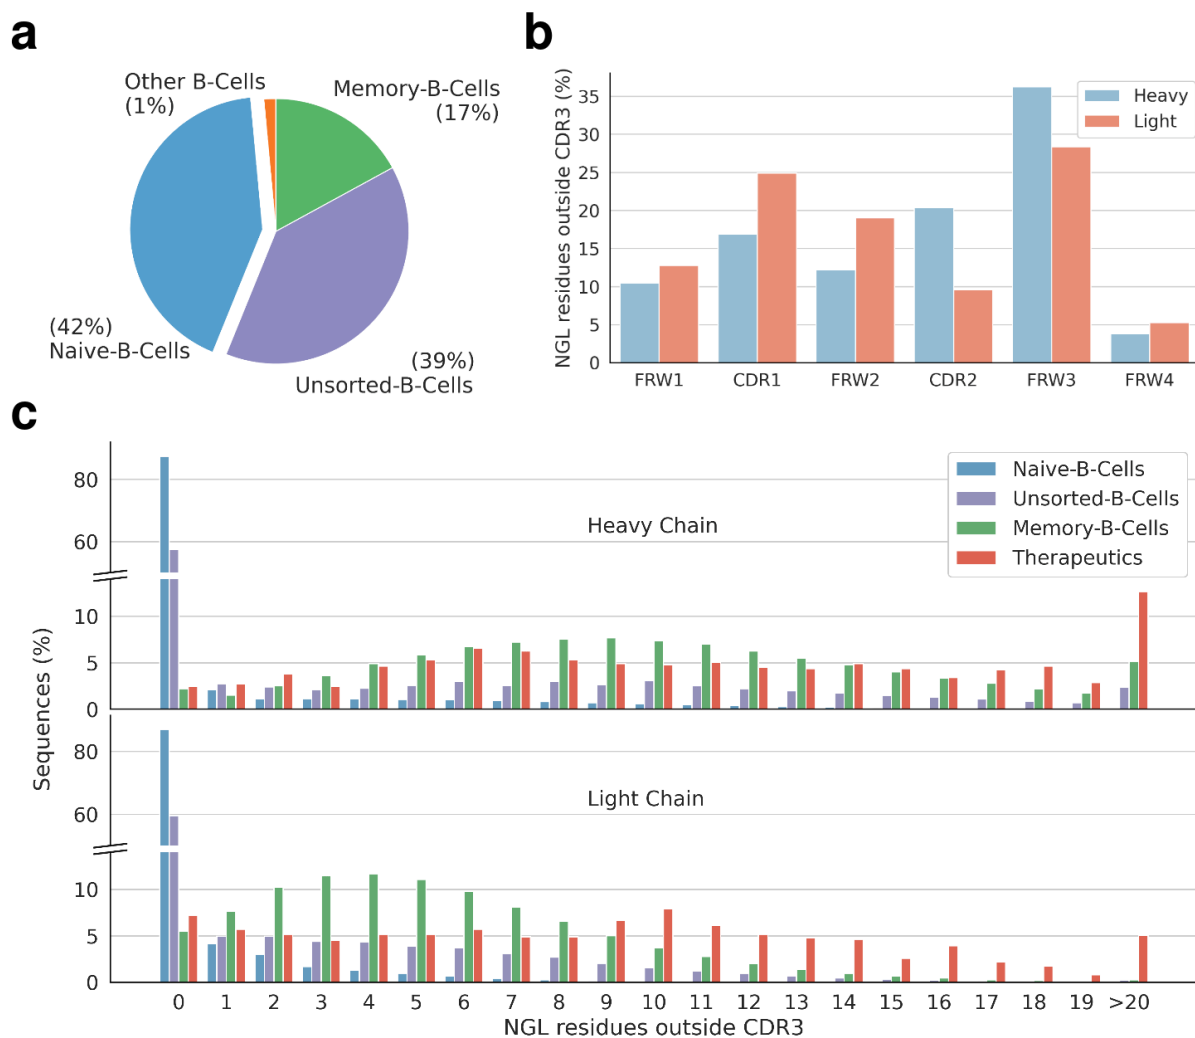 a
Other B-Cells
(1%)
Memory-B-Cells
(17%)
(42%)
Naive-B-Cells
(39%)
Unsorted-B-Cells
b
NGL residues outside CDR3 (%)
35
30
25
20
15
10
5
0
Heavy
Light
FRW1 CDR1 FRW2 CDR2 FRW3 FRW4
c
Sequences (%)
80
60
10
5
0
Heavy Chain
Naive-B-Cells
Unsorted-B-Cells
Memory-B-Cells
Therapeutics
80
60
10
5
0
Light Chain
0 1 2 3 4 5 6 7 8 9 10 11 12 13 14 15 16 17 18 19 >20
NGL residues outside CDR3